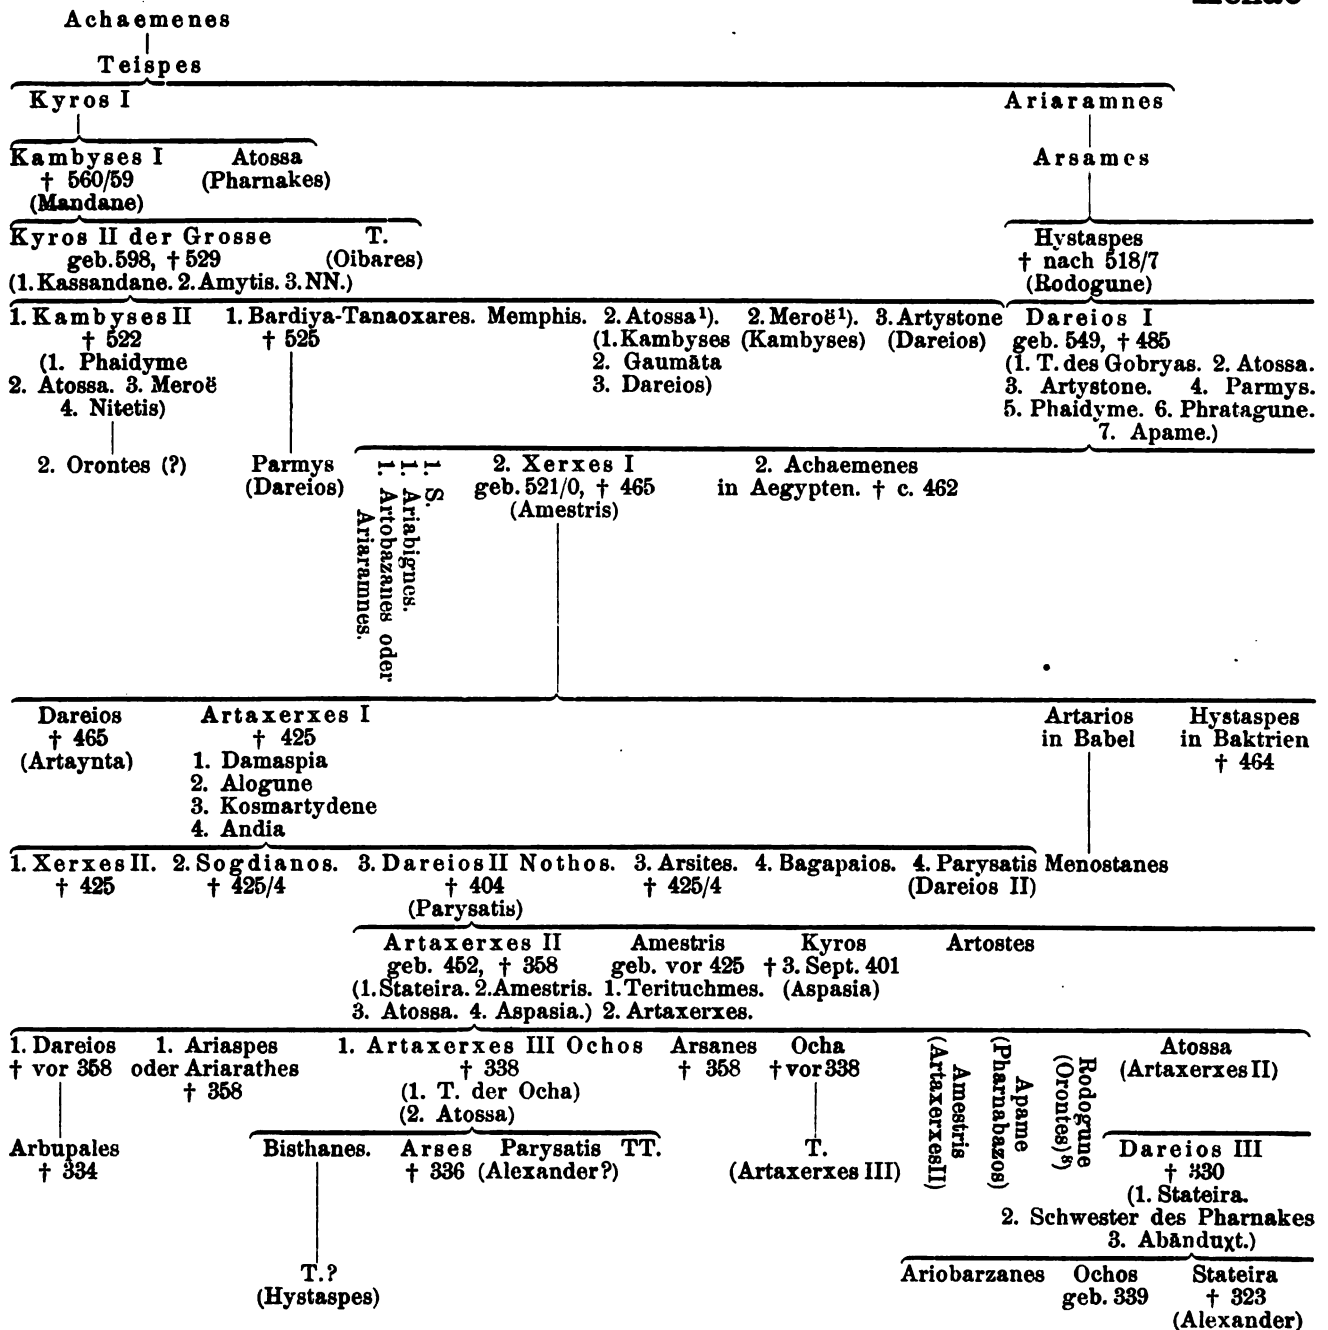 Achaemenes
Teispes
Kyros I
Ariaramnes
Kambyses I
† 560/59
(Mandane)
Atossa
(Pharnakes)
Arsames
Kyros II der Grosse
geb. 598, † 529
(1. Kassandane. 2. Amytis. 3. NN.)
T.
(Oibares)
Hystaspes
† nach 518/7
(Rodogune)
1. Kambyses II
† 522
(1. Phaidyme
2. Atossa. 3. Meroë
4. Nitetis)
1. Bardiya-Tanaoxares.
† 525
Memphis.
2. Atossa¹).
(1. Kambyses
2. Gaumāta
3. Dareios)
2. Meroë¹).
(Kambyses)
3. Artystone
(Dareios)
Dareios I
geb. 549, † 485
(1. T. des Gobryas. 2. Atossa.
3. Artystone. 4. Parmys.
5. Phaidyme. 6. Phratagune.
7. Apame.)
2. Orontes (?)
Parmys
(Dareios)
1. S.
1. Ariabignes.
1. Artobazanes oder
Ariaramnes.
2. Xerxes I
geb. 521/0, † 465
(Amestris)
2. Achaemenes
in Aegypten. † c. 462
Dareios
† 465
(Artaynta)
Artaxerxes I
† 425
1. Damaspia
2. Alogune
3. Kosmartydene
4. Andia
Artarios
in Babel
Hystaspes
in Baktrien
† 464
1. Xerxes II.
† 425
2. Sogdianos.
† 425/4
3. Dareios II Nothos.
† 404
(Parysatis)
3. Arsites.
† 425/4
4. Bagapaios.
4. Parysatis
(Dareios II)
Menostanes
Artaxerxes II
geb. 452, † 358
(1. Stateira. 2. Amestris.
3. Atossa. 4. Aspasia.)
Amestris
geb. vor 425
1. Terituchmes.
2. Artaxerxes.
Kyros
† 3. Sept. 401
(Aspasia)
Artostes
1. Dareios
† vor 358
1. Ariaspes
oder Ariarathes
† 358
1. Artaxerxes III Ochos
† 338
(1. T. der Ocha)
(2. Atossa)
Arsanes
† 358
Ocha
† vor 338
Amestris
(Artaxerxes II)
Apame
(Pharnabazos)
Rodogune
(Orontes)⁸)
Atossa
(Artaxerxes II)
Arbupales
† 334
Bisthanes.
Arses
† 336
Parysatis
(Alexander?)
TT.
T.
(Artaxerxes III)
Dareios III
† 330
(1. Stateira.
2. Schwester des Pharnakes
3. Abānduχt.)
T.?
(Hystaspes)
Ariobarzanes
Ochos
geb. 339
Stateira
† 323
(Alexander)